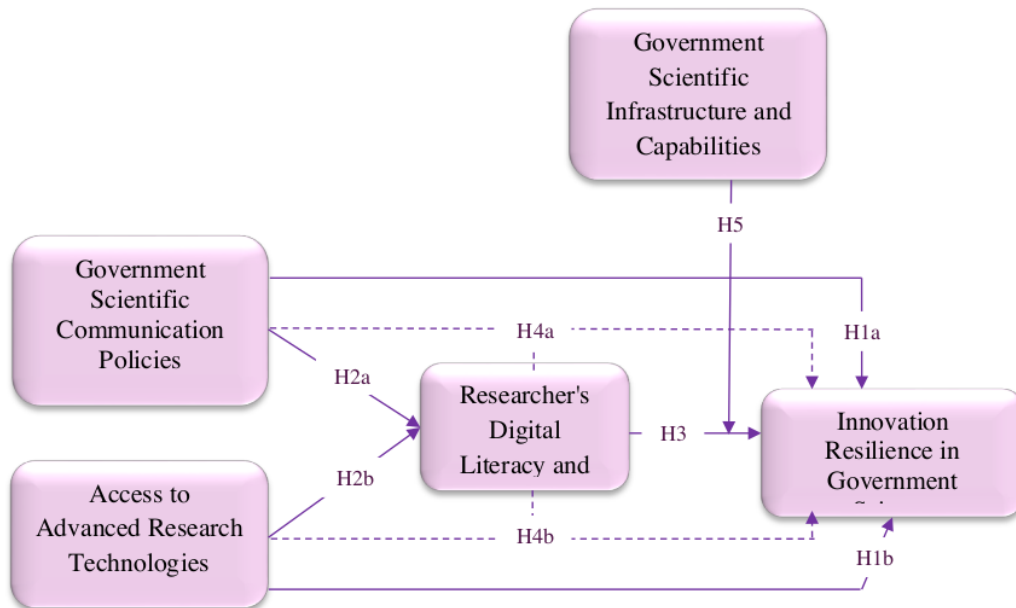 Government
Scientific
Infrastructure and
Capabilities
H5
Government
Scientific
Communication
Policies
H1a
H4a
H2a
Researcher's
Digital
Literacy and
H3
Innovation
Resilience in
Government
H2b
Access to
Advanced Research
Technologies
H4b
H1b